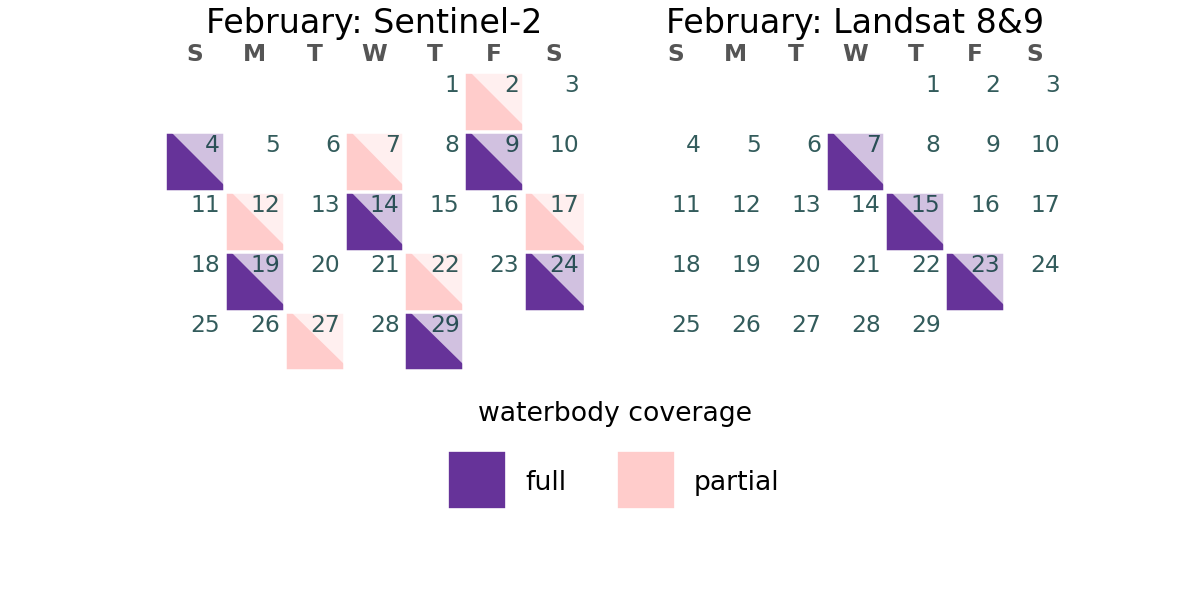 February: Sentinel-2
S M T W T F S
1 2 3
4 5 6 7 8 9 10
11 12 13 14 15 16 17
18 19 20 21 22 23 24
25 26 27 28 29
February: Landsat 8&9
S M T W T F S
1 2 3
4 5 6 7 8 9 10
11 12 13 14 15 16 17
18 19 20 21 22 23 24
25 26 27 28 29
waterbody coverage
full partial